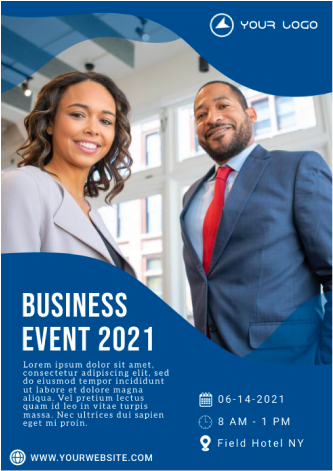 YOUR LOGO
BUSINESS
EVENT 2021
Lorem ipsum dolor sit amet,
consectetur adipiscing elit, sed
do eiusmod tempor incididunt
ut labore et dolore magna
aliqua. Vel pretium lectus
quam id leo in vitae turpis
massa. Nec ultrices dui sapien
eget mi proin.
06-14-2021
8 AM - 1 PM
Field Hotel NY
WWW.YOURWEBSITE.COM